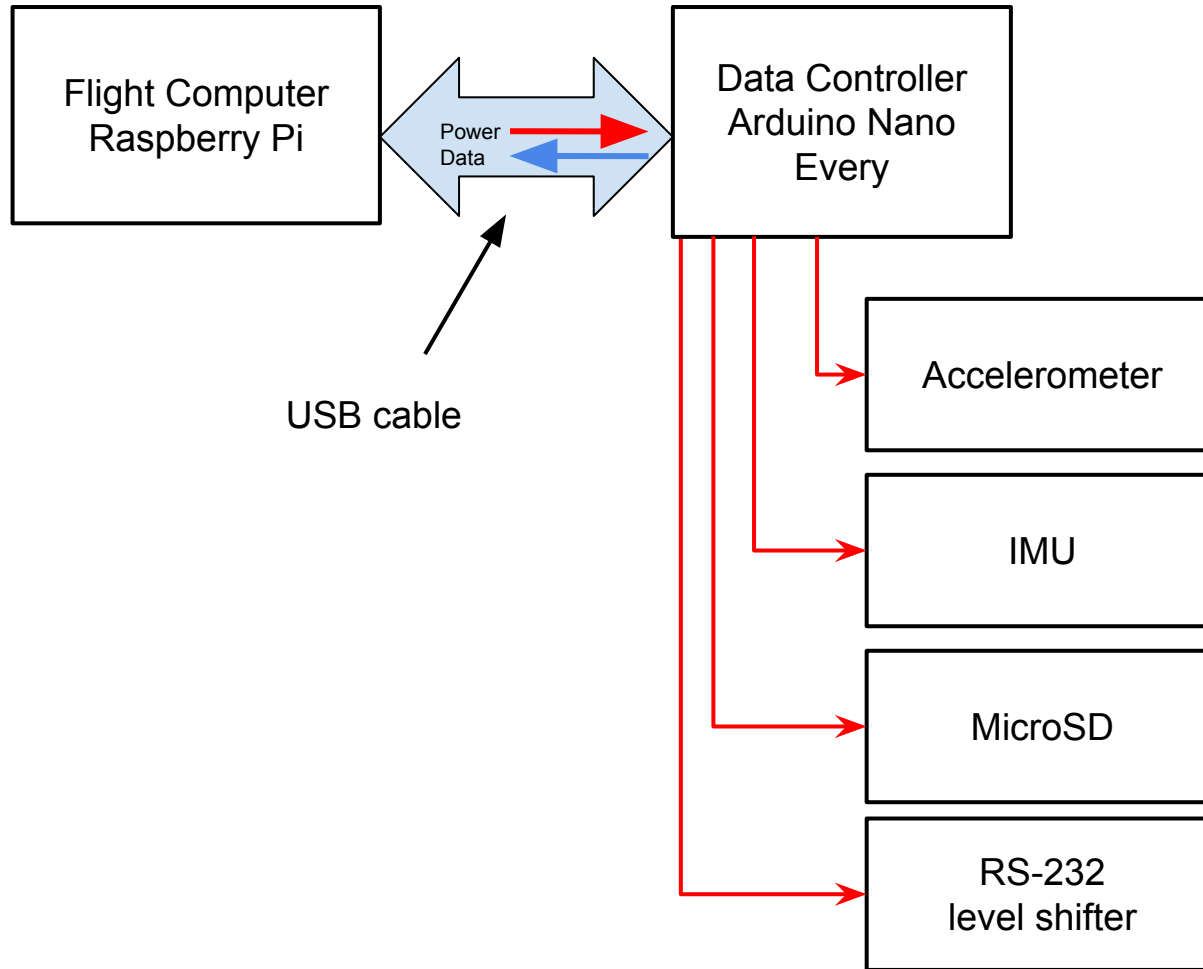 Flight Computer
Raspberry Pi
Power
Data
Data Controller
Arduino Nano
Every
USB cable
Accelerometer
IMU
MicroSD
RS-232
level shifter